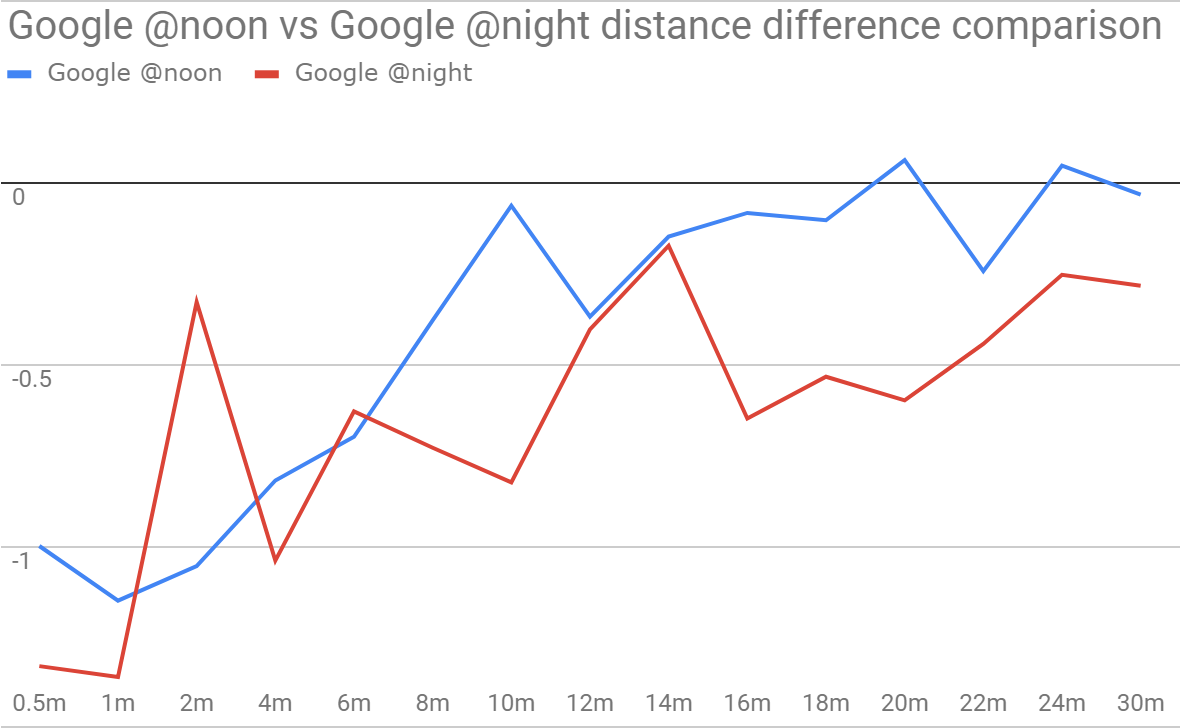 Google @noon vs Google @night distance difference comparison
Google @noon Google @night
0
-0.5
-1
0.5m 1m 2m 4m 6m 8m 10m 12m 14m 16m 18m 20m 22m 24m 30m